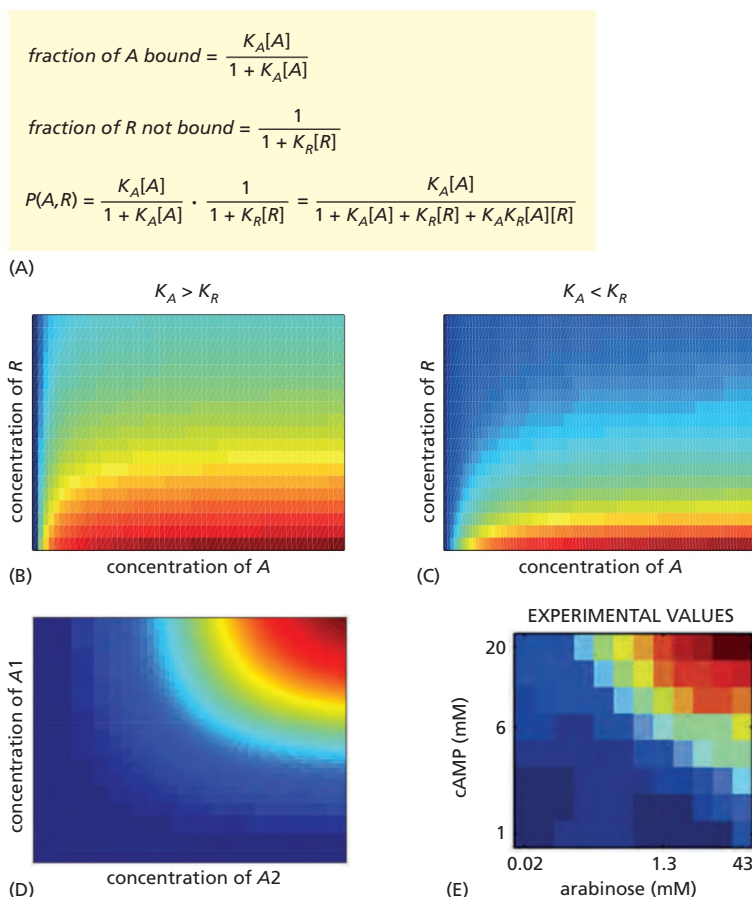 fraction of A bound = K_A[A] / (1 + K_A[A])
fraction of R not bound = 1 / (1 + K_R[R])
P(A,R) = K_A[A] / (1 + K_A[A]) · 1 / (1 + K_R[R]) = K_A[A] / (1 + K_A[A] + K_R[R] + K_AK_R[A][R])
(A)
K_A > K_R
concentration of R
concentration of A
(B)
K_A < K_R
concentration of R
concentration of A
(C)
concentration of A1
concentration of A2
(D)
EXPERIMENTAL VALUES
cAMP (mM)
20
6
1
0.02 1.3 43
arabinose (mM)
(E)